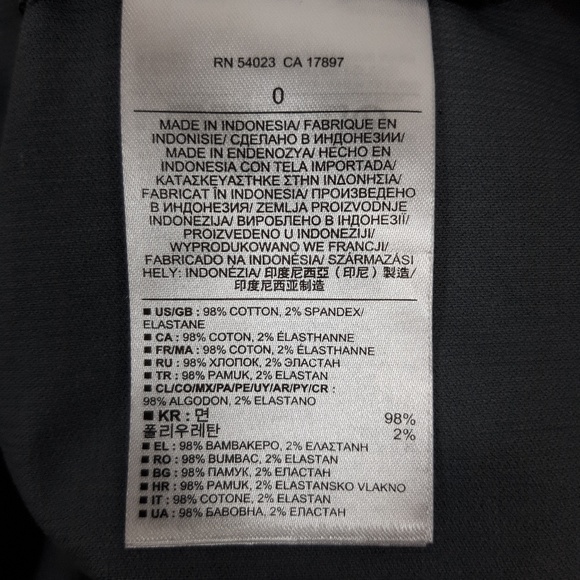 RN 54023 CA 17897
0
MADE IN INDONESIA/ FABRIQUE EN
INDONISIE/ СДЕЛАНО В ИНДОНЕЗИИ/
MADE IN ENDENOZYA/ HECHO EN
INDONESIA CON TELA IMPORTADA/
ΚΑΤΑΣΚΕΥΑΣΤΗΚΕ ΣΤΗΝ ΙΝΔΟΝΗΣΙΑ/
FABRICAT ÎN INDONESIA/ ПРОИЗВЕДЕНО
В ИНДОНЕЗИЯ/ ZEMLJA PROIZVODNJE
INDONEZIJA/ ВИРОБЛЕНО В ІНДОНЕЗІЇ/
PROIZVEDENO U INDONEZIJI/
WYPRODUKOWANO WE FRANCJI/
FABRICADO NA INDONÉSIA/ SZÁRMAZÁSI
HELY: INDONÉZIA/ 印度尼西亞（印尼）製造/
印度尼西亚制造
■ US/GB : 98% COTTON, 2% SPANDEX/
ELASTANE
■ CA : 98% COTON, 2% ÉLASTHANNE
■ FR/MA : 98% COTON, 2% ÉLASTHANNE
■ RU : 98% ХЛОПОК, 2% ЭЛАСТАН
■ TR : 98% PAMUK, 2% ELASTAN
■ CL/CO/MX/PA/PE/UY/AR/PY/CR :
98% ALGODON, 2% ELASTANO
■ KR : 면 98%
폴리우레탄 2%
■ EL : 98% ΒΑΜΒΑΚΕΡΟ, 2% ΕΛΑΣΤΑΝΗ
■ RO : 98% BUMBAC, 2% ELASTAN
■ BG : 98% ПАМУК, 2% ЕЛАСТАН
■ HR : 98% PAMUK, 2% ELASTANSKO VLAKNO
■ IT : 98% COTONE, 2% ELASTAN
■ UA : 98% БАВОВНА, 2% ЕЛАСТАН